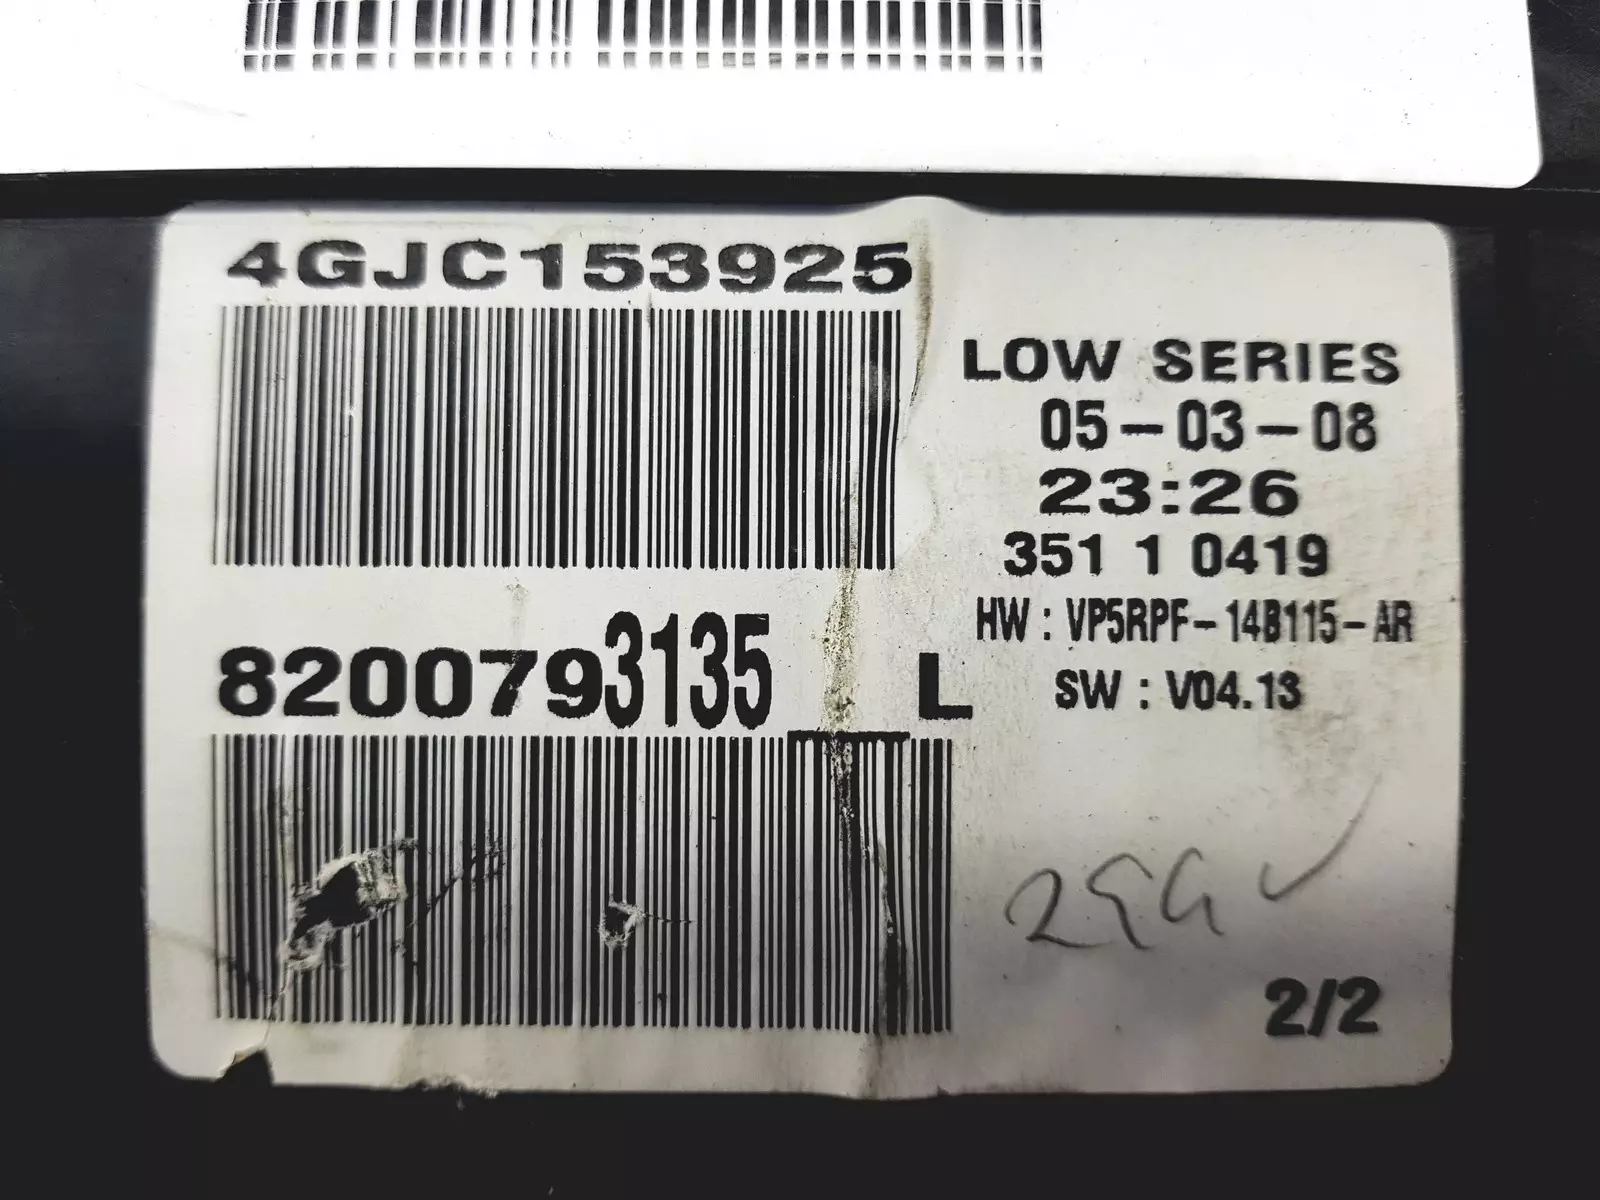 4GJC153925
LOW SERIES
05-03-08
23:26
351 1 0419
HW : VP5RPF-14B115-AR
8200793135 L
SW : V04.13
2/2